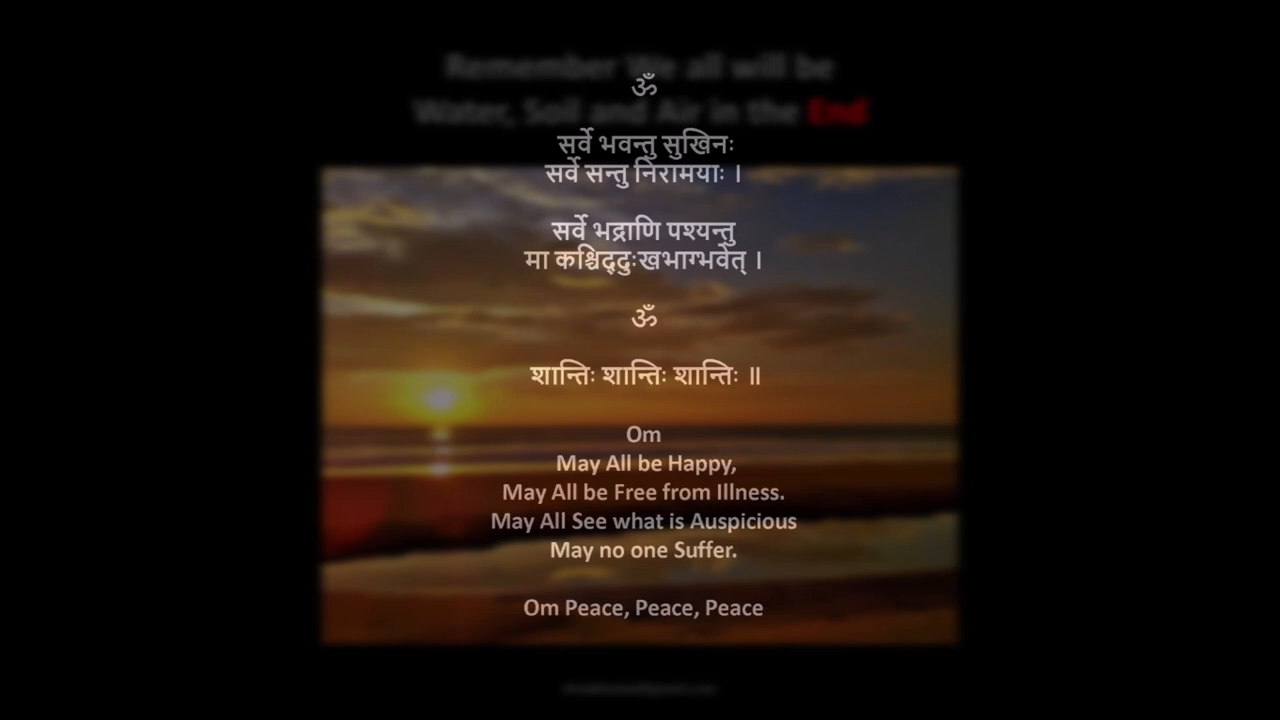 Remember We all will be
Water, Soil and Air in the End
ॐ
सर्वे भवन्तु सुखिनः
सर्वे सन्तु निरामयाः ।
सर्वे भद्राणि पश्यन्तु
मा कश्चिद्दुःखभाग्भवेत् ।
ॐ
शान्तिः शान्तिः शान्तिः ॥
Om
May All be Happy,
May All be Free from Illness.
May All See what is Auspicious
May no one Suffer.
Om Peace, Peace, Peace